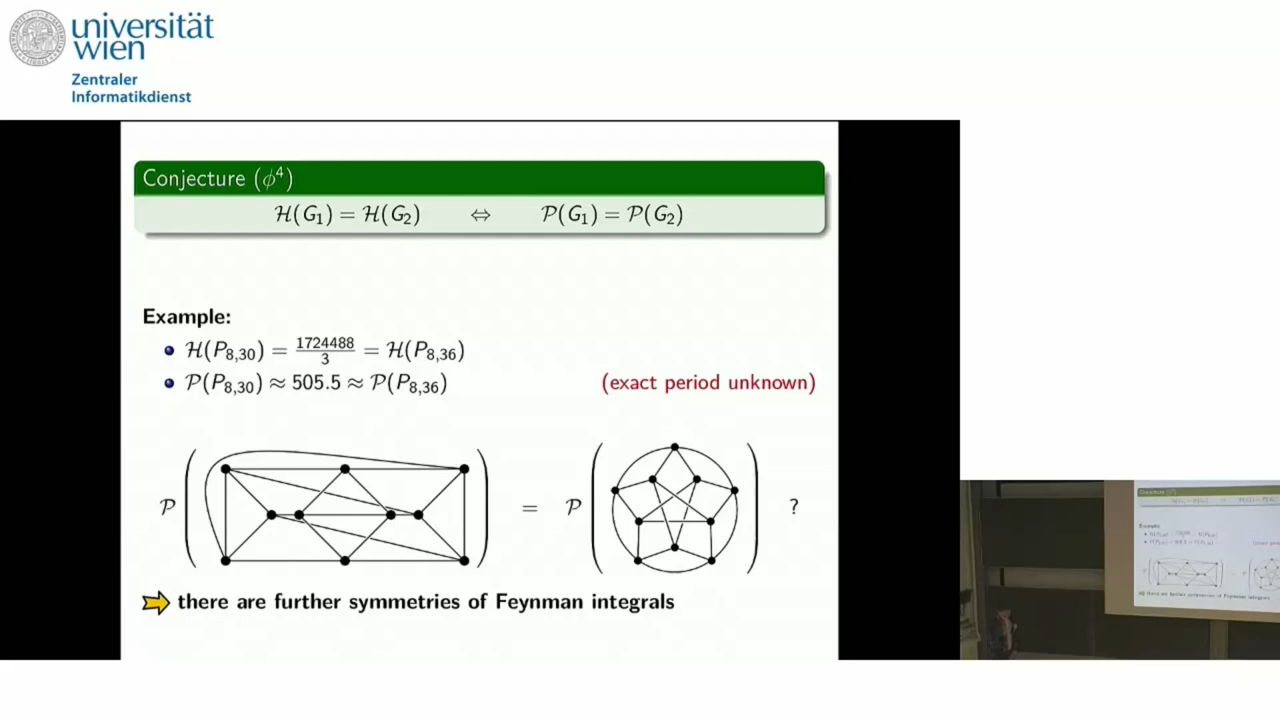 universität
wien
Zentraler
Informatikdienst
Conjecture (ϕ⁴)
ℋ(G₁) = ℋ(G₂) ⇔ 𝒫(G₁) = 𝒫(G₂)
Example:
ℋ(P₈,₃₀) = 1724488/3 = ℋ(P₈,₃₆)
𝒫(P₈,₃₀) ≈ 505.5 ≈ 𝒫(P₈,₃₆) (exact period unknown)
𝒫( ) = 𝒫( ) ?
there are further symmetries of Feynman integrals